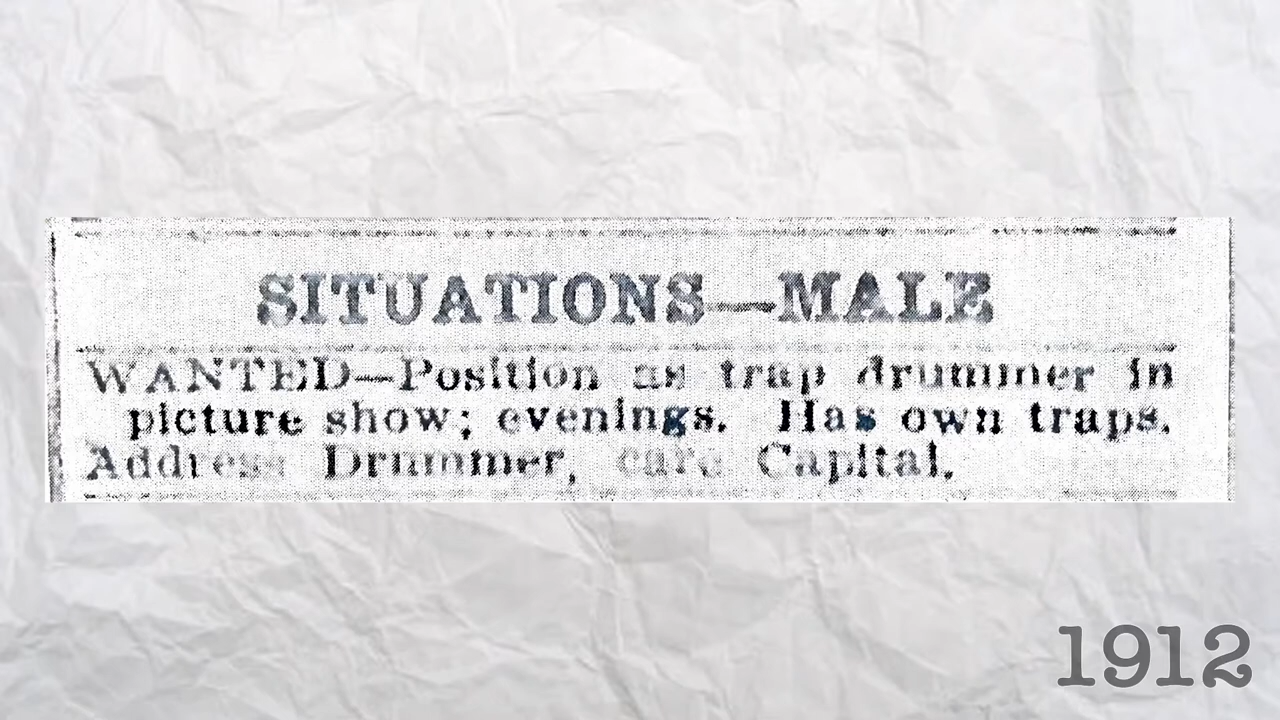 SITUATIONS—MALE
WANTED—Position as trap drummer in
picture show; evenings. Has own traps.
Address Drummer, care Capital.
1912